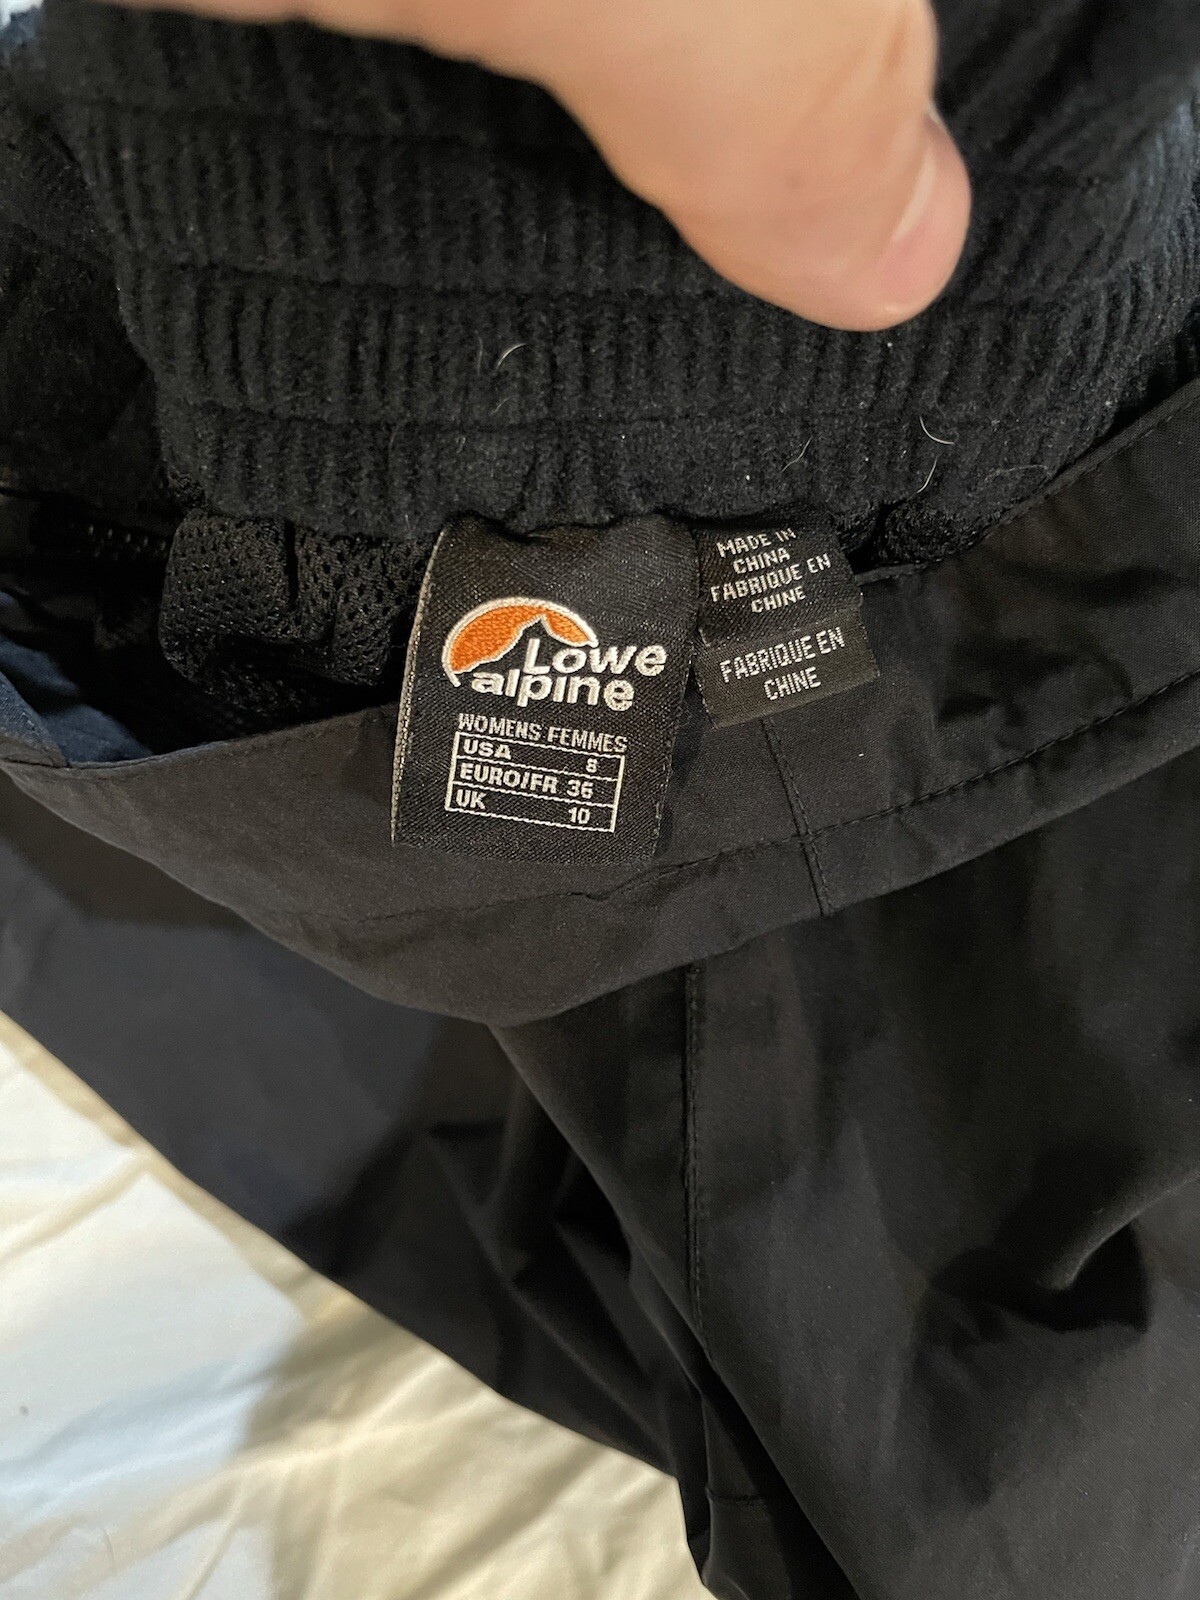 Lowe
alpine
WOMENS FEMMES
USA 8
EURO/FR 36
UK 10
MADE IN
CHINA
FABRIQUE EN
CHINE
FABRIQUE EN
CHINE